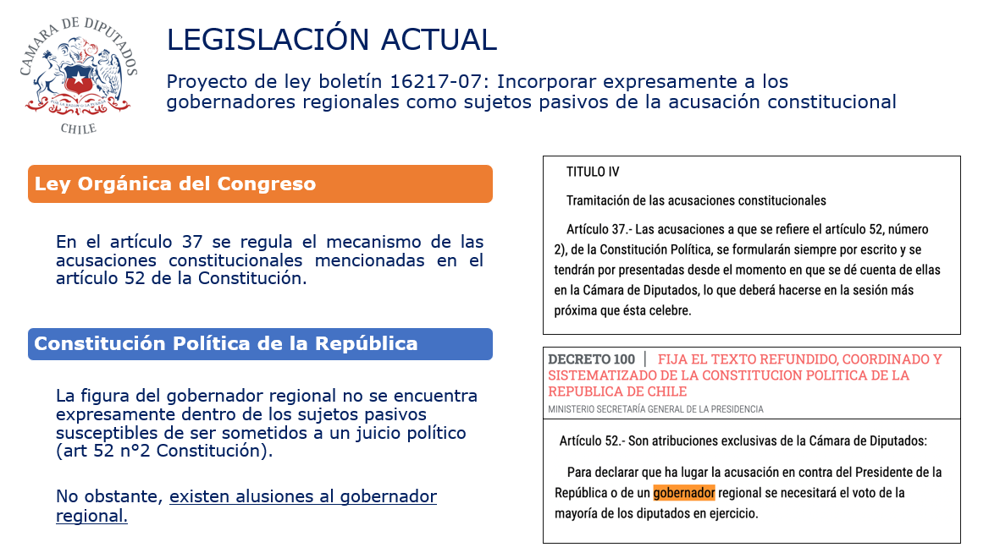 CAMARA DE DIPUTADOS
CHILE
LEGISLACIÓN ACTUAL
Proyecto de ley boletín 16217-07: Incorporar expresamente a los
gobernadores regionales como sujetos pasivos de la acusación constitucional
Ley Orgánica del Congreso
En el artículo 37 se regula el mecanismo de las
acusaciones constitucionales mencionadas en el
artículo 52 de la Constitución.
Constitución Política de la República
La figura del gobernador regional no se encuentra
expresamente dentro de los sujetos pasivos
susceptibles de ser sometidos a un juicio político
(art 52 n°2 Constitución).
No obstante, existen alusiones al gobernador
regional.
TITULO IV
Tramitación de las acusaciones constitucionales
Artículo 37.- Las acusaciones a que se refiere el artículo 52, número
2), de la Constitución Política, se formularán siempre por escrito y se
tendrán por presentadas desde el momento en que se dé cuenta de ellas
en la Cámara de Diputados, lo que deberá hacerse en la sesión más
próxima que ésta celebre.
DECRETO 100 | FIJA EL TEXTO REFUNDIDO, COORDINADO Y
SISTEMATIZADO DE LA CONSTITUCION POLITICA DE LA
REPUBLICA DE CHILE
MINISTERIO SECRETARÍA GENERAL DE LA PRESIDENCIA
Artículo 52.- Son atribuciones exclusivas de la Cámara de Diputados:
Para declarar que ha lugar la acusación en contra del Presidente de la
República o de un gobernador regional se necesitará el voto de la
mayoría de los diputados en ejercicio.